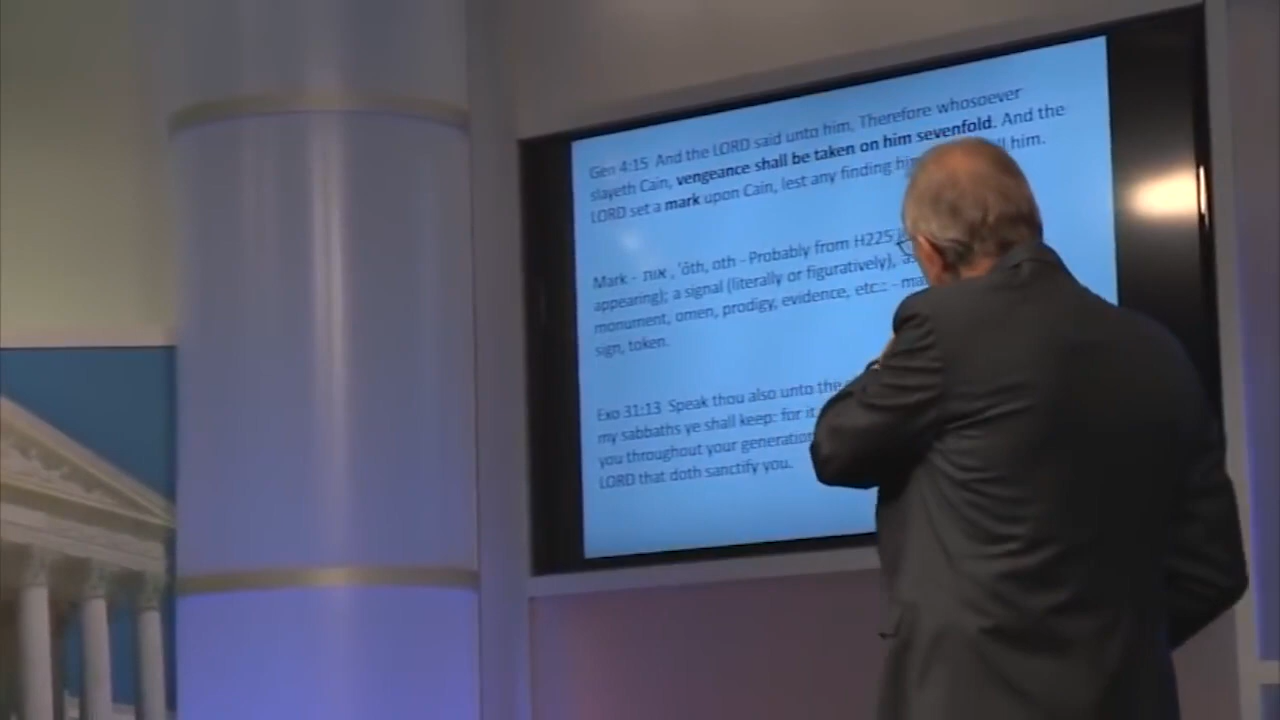 Gen 4:15 And the LORD said unto him, Therefore whosoever
slayeth Cain, vengeance shall be taken on him sevenfold. And the
LORD set a mark upon Cain, lest any finding him.
Mark - אות , 'ôth, oth - Probably from H225
appearing); a signal (literally or figuratively),
monument, omen, prodigy, evidence, etc.: -
sign, token.
Exo 31:13 Speak thou also unto the
my sabbaths ye shall keep: for it
you throughout your
LORD that doth sanctify you.